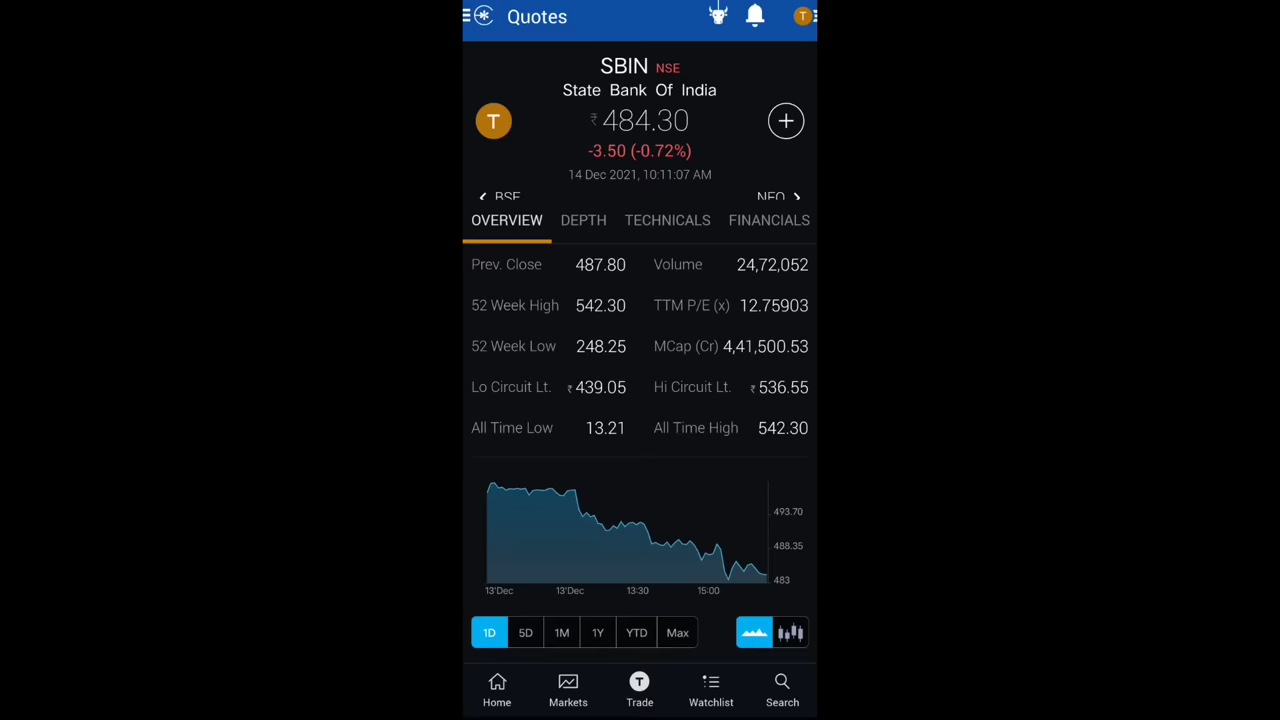 Quotes
T
SBIN NSE
State Bank Of India
T
₹ 484.30
+
-3.50 (-0.72%)
14 Dec 2021, 10:11:07 AM
BSE NFO
OVERVIEW DEPTH TECHNICALS FINANCIALS
Prev. Close 487.80 Volume 24,72,052
52 Week High 542.30 TTM P/E (x) 12.75903
52 Week Low 248.25 MCap (Cr) 4,41,500.53
Lo Circuit Lt. ₹ 439.05 Hi Circuit Lt. ₹ 536.55
All Time Low 13.21 All Time High 542.30
493.70
488.35
483
13'Dec 13'Dec 13:30 15:00
1D 5D 1M 1Y YTD Max
T
Home Markets Trade Watchlist Search